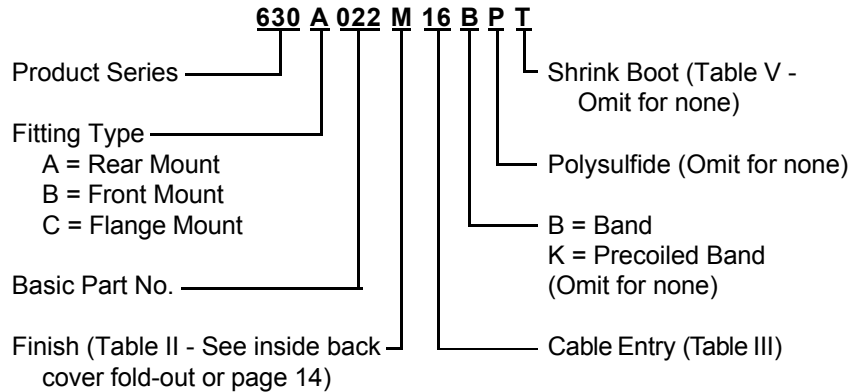 630 A 022 M 16 B P T
Product Series
Fitting Type
A = Rear Mount
B = Front Mount
C = Flange Mount
Basic Part No.
Finish (Table II - See inside back
cover fold-out or page 14)
Shrink Boot (Table V -
Omit for none)
Polysulfide (Omit for none)
B = Band
K = Precoiled Band
(Omit for none)
Cable Entry (Table III)